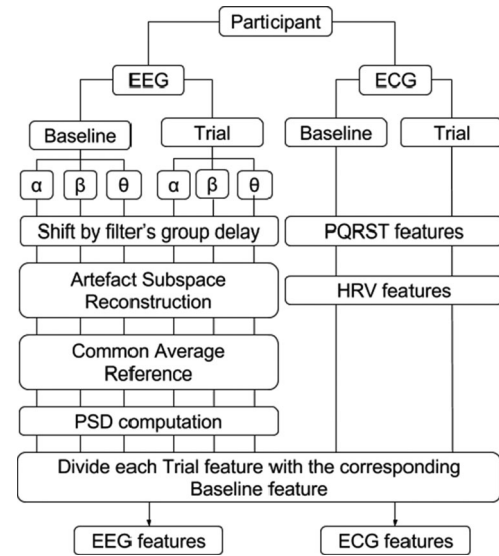 Participant
EEG
ECG
Baseline
Trial
Baseline
Trial
α
β
θ
α
β
θ
Shift by filter's group delay
PQRST features
Artefact Subspace
Reconstruction
HRV features
Common Average
Reference
PSD computation
Divide each Trial feature with the corresponding
Baseline feature
EEG features
ECG features